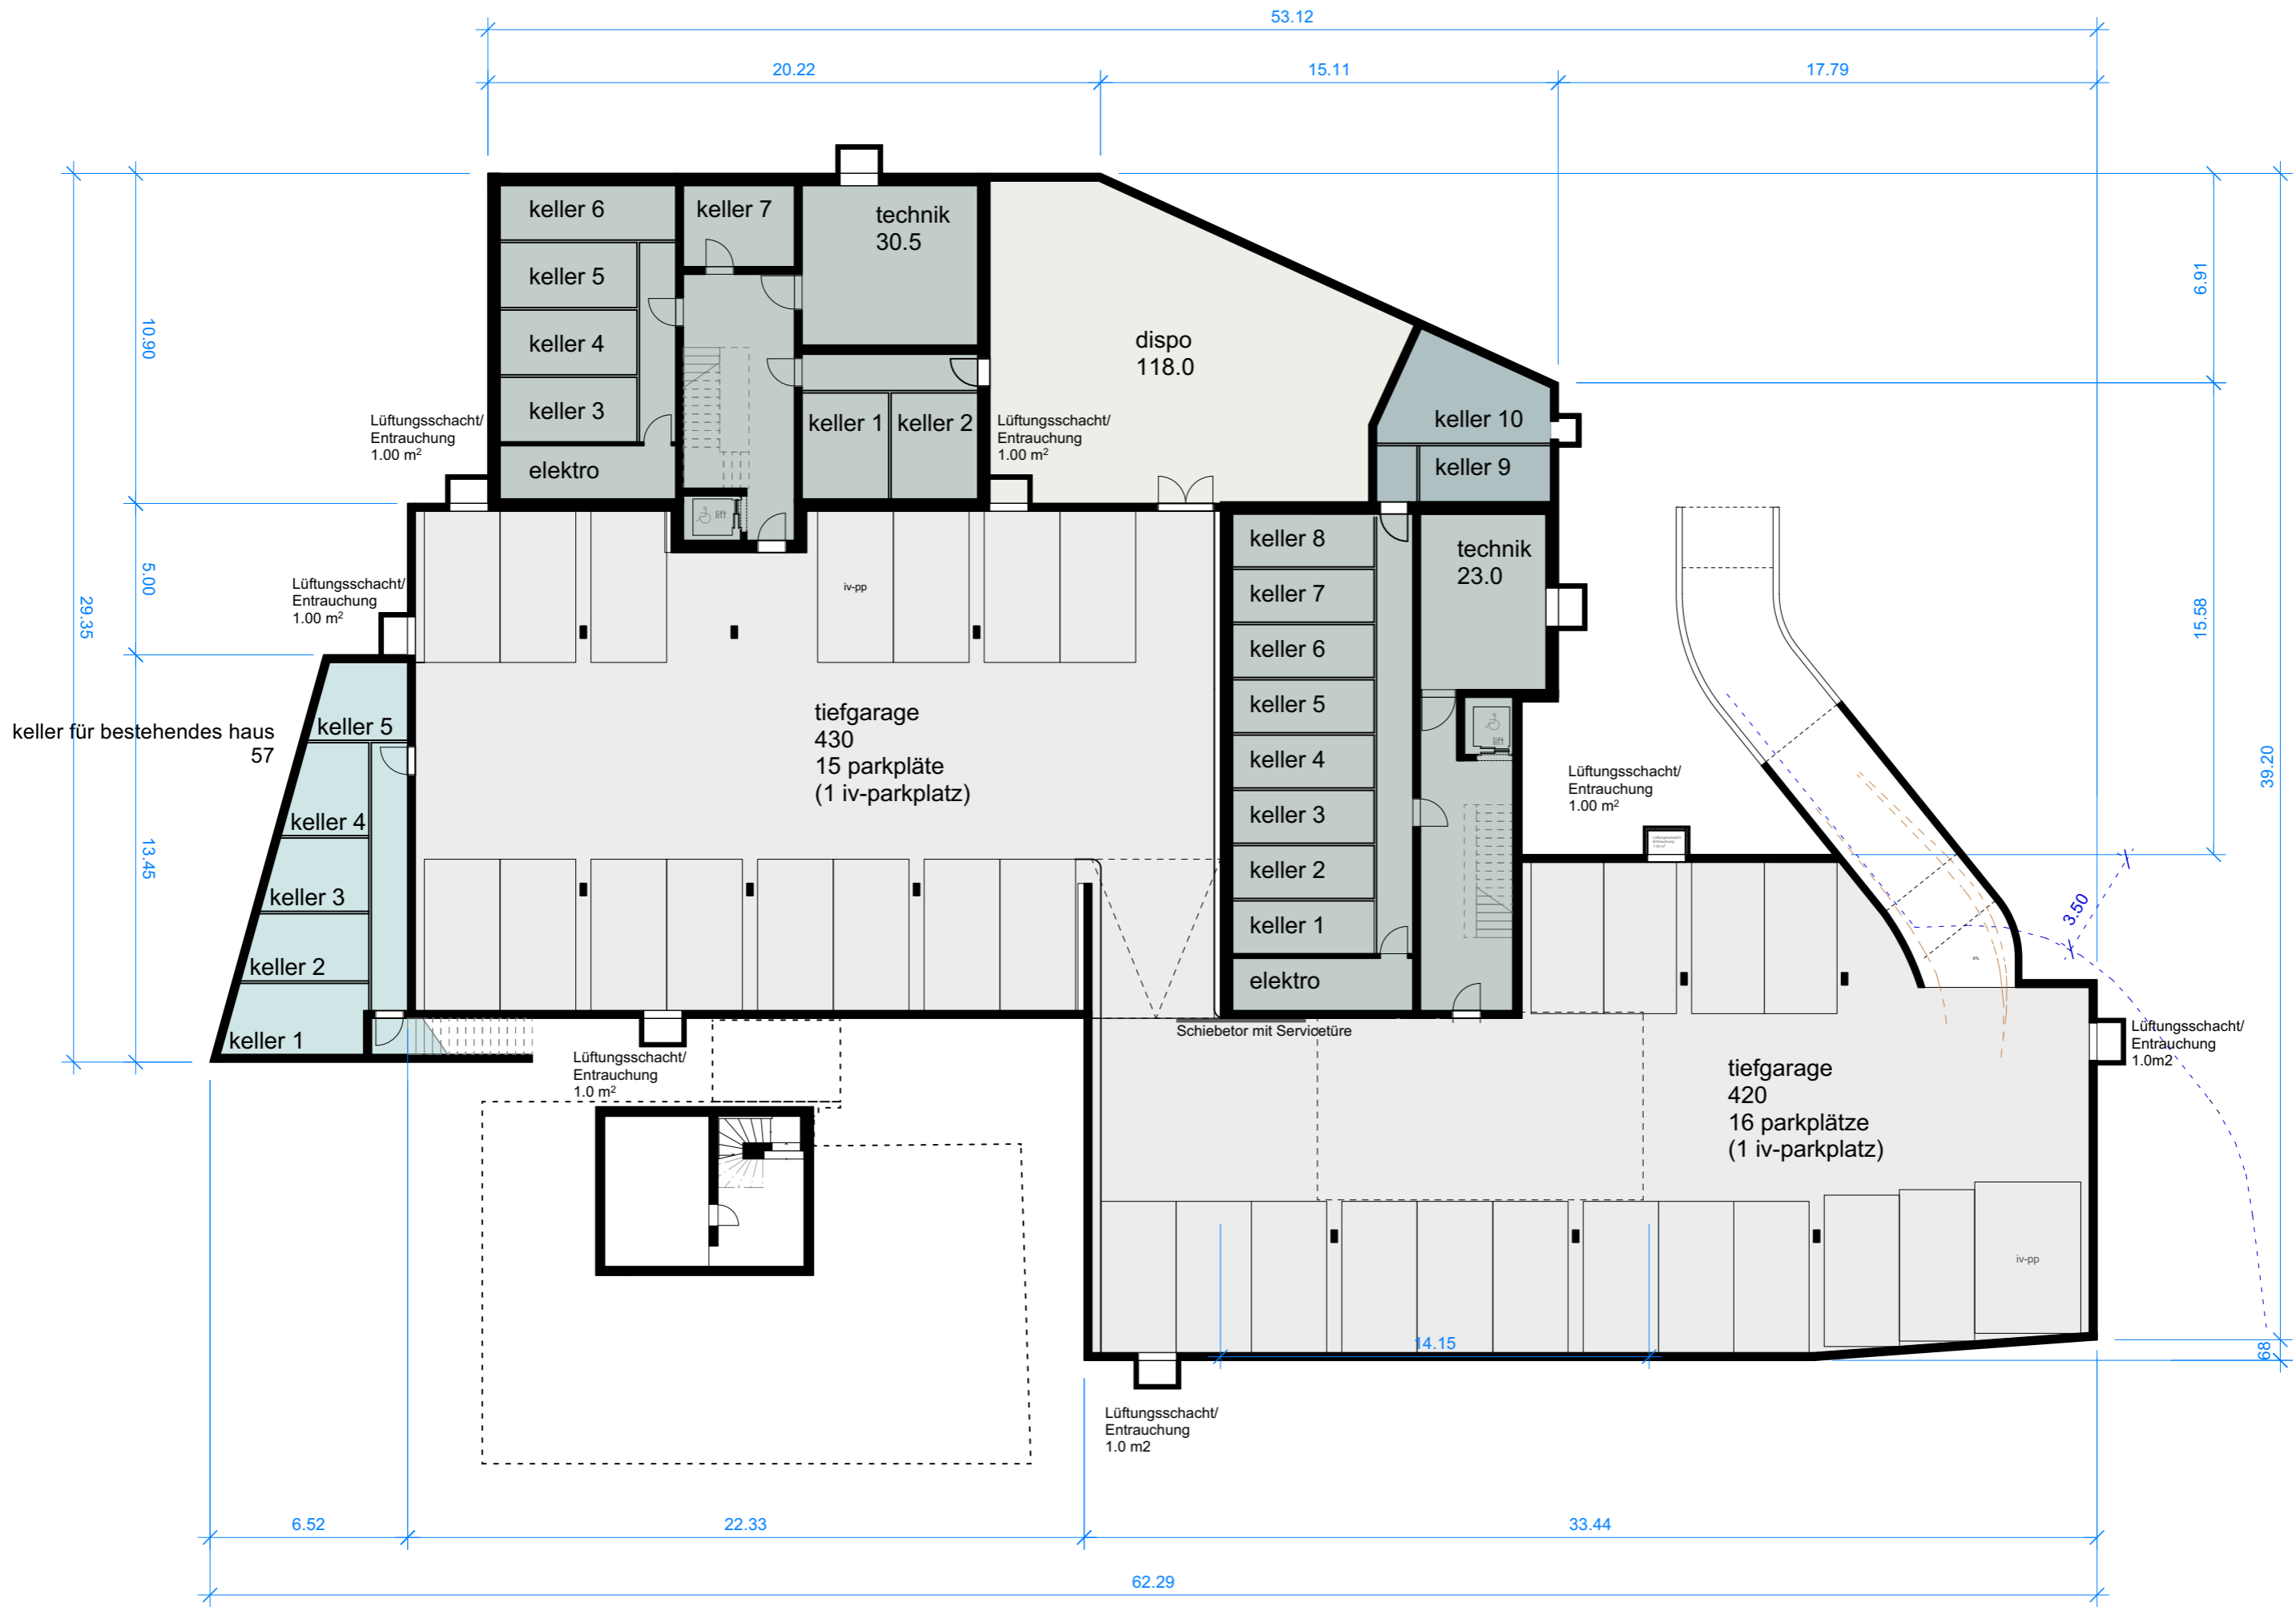 53.12
20.22
15.11
17.79
keller 6
keller 7
technik
30.5
keller 5
keller 4
keller 3
elektro
keller 1
keller 2
dispo
118.0
keller 10
keller 9
10.90
5.00
29.35
13.45
6.91
15.58
39.20
Lüftungsschacht/
Entrauchung
1.00 m²
Lüftungsschacht/
Entrauchung
1.00 m²
Lüftungsschacht/
Entrauchung
1.00 m²
lift
iv-pp
keller 8
keller 7
keller 6
keller 5
keller 4
keller 3
keller 2
keller 1
elektro
technik
23.0
lift
keller für bestehendes haus
57
keller 5
keller 4
keller 3
keller 2
keller 1
tiefgarage
430
15 parkpläte
(1 iv-parkplatz)
Lüftungsschacht/
Entrauchung
1.00 m²
3.50
Schiebetor mit Servicetüre
Lüftungsschacht/
Entrauchung
1.0 m²
Lüftungsschacht/
Entrauchung
1.0m2
tiefgarage
420
16 parkplätze
(1 iv-parkplatz)
iv-pp
14.15
68
Lüftungsschacht/
Entrauchung
1.0 m2
6.52
22.33
33.44
62.29